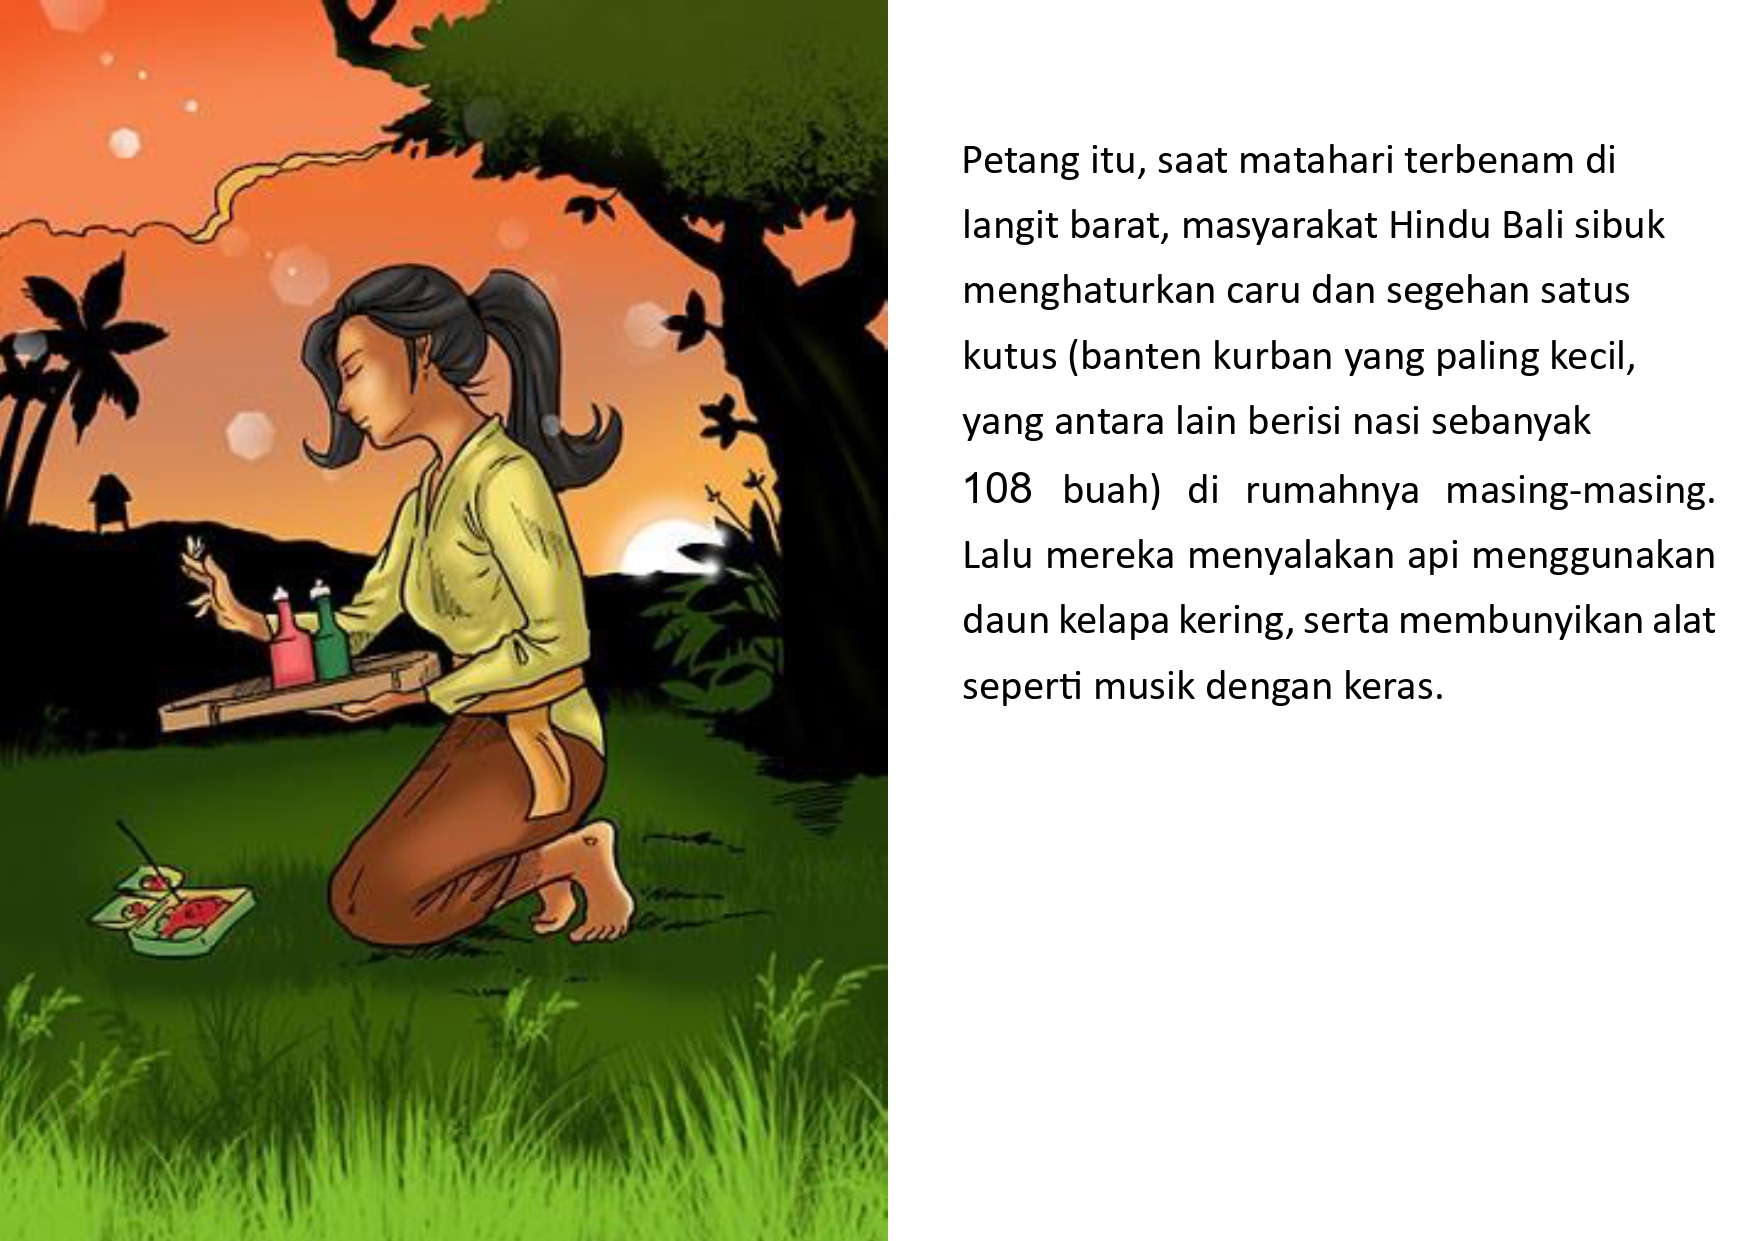 Petang itu, saat matahari terbenam di
langit barat, masyarakat Hindu Bali sibuk
menghaturkan caru dan segehan satus
kutus (banten kurban yang paling kecil,
yang antara lain berisi nasi sebanyak
108 buah) di rumahnya masing-masing.
Lalu mereka menyalakan api menggunakan
daun kelapa kering, serta membunyikan alat
seperti musik dengan keras.